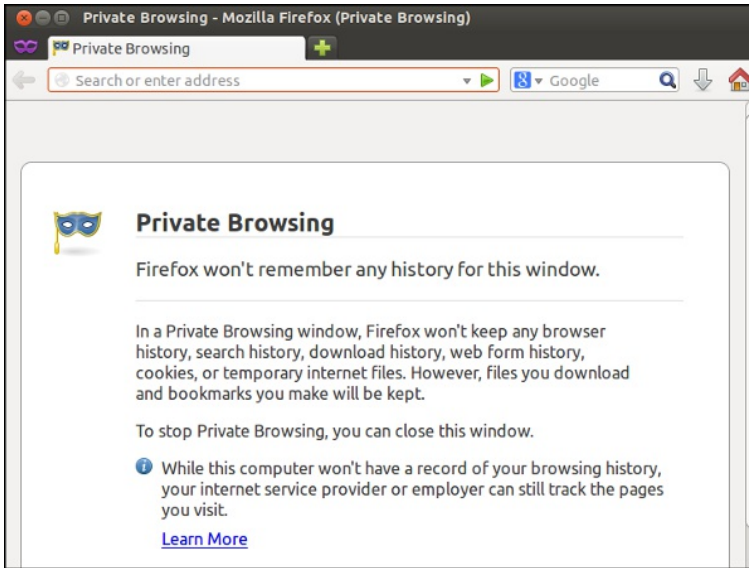 Private Browsing - Mozilla Firefox (Private Browsing)
Private Browsing
Search or enter address
8 Google
Private Browsing
Firefox won't remember any history for this window.
In a Private Browsing window, Firefox won't keep any browser
history, search history, download history, web form history,
cookies, or temporary internet files. However, files you download
and bookmarks you make will be kept.
To stop Private Browsing, you can close this window.
i While this computer won't have a record of your browsing history,
your internet service provider or employer can still track the pages
you visit.
Learn More